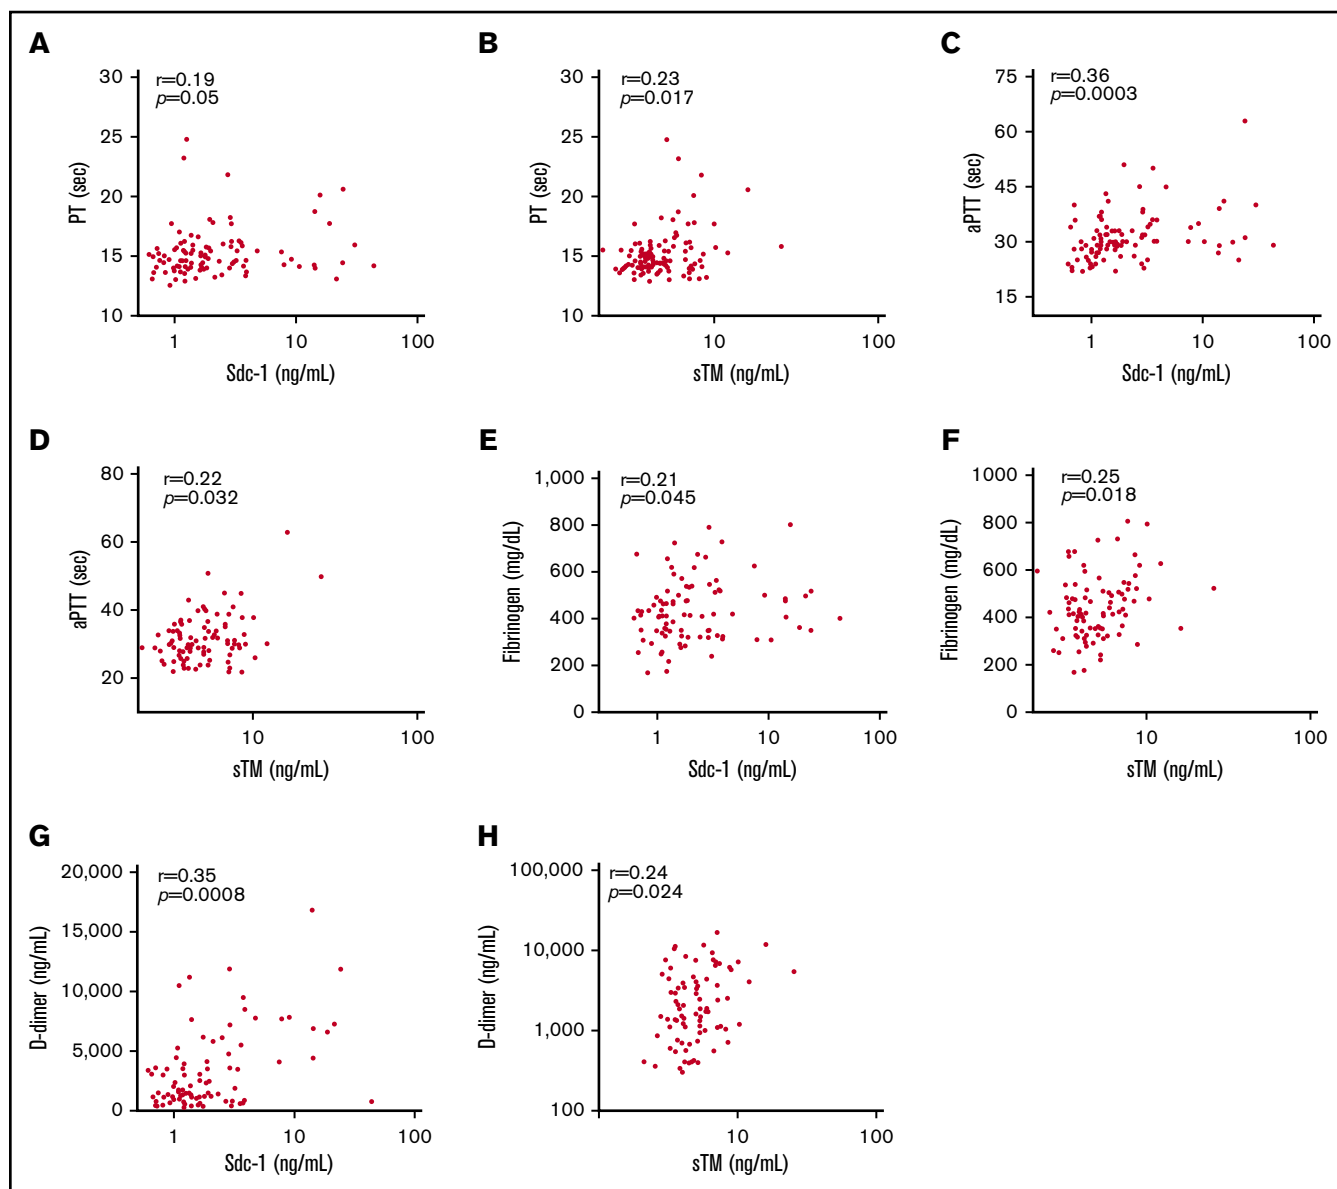 A
r=0.19
p=0.05
30
25
20
15
10
PT (sec)
1
10
100
Sdc-1 (ng/mL)
B
r=0.23
p=0.017
30
25
20
15
10
PT (sec)
10
100
sTM (ng/mL)
C
r=0.36
p=0.0003
75
60
45
30
15
aPTT (sec)
1
10
100
Sdc-1 (ng/mL)
D
r=0.22
p=0.032
80
60
40
20
aPTT (sec)
10
100
sTM (ng/mL)
E
r=0.21
p=0.045
1,000
800
600
400
200
0
Fibrinogen (mg/dL)
1
10
100
Sdc-1 (ng/mL)
F
r=0.25
p=0.018
1000
800
600
400
200
0
Fibrinogen (mg/dL)
10
100
sTM (ng/mL)
G
r=0.35
p=0.0008
20,000
15,000
10,000
5,000
0
D-dimer (ng/mL)
1
10
100
Sdc-1 (ng/mL)
H
r=0.24
p=0.024
100,000
10,000
1,000
100
D-dimer (ng/mL)
10
100
sTM (ng/mL)